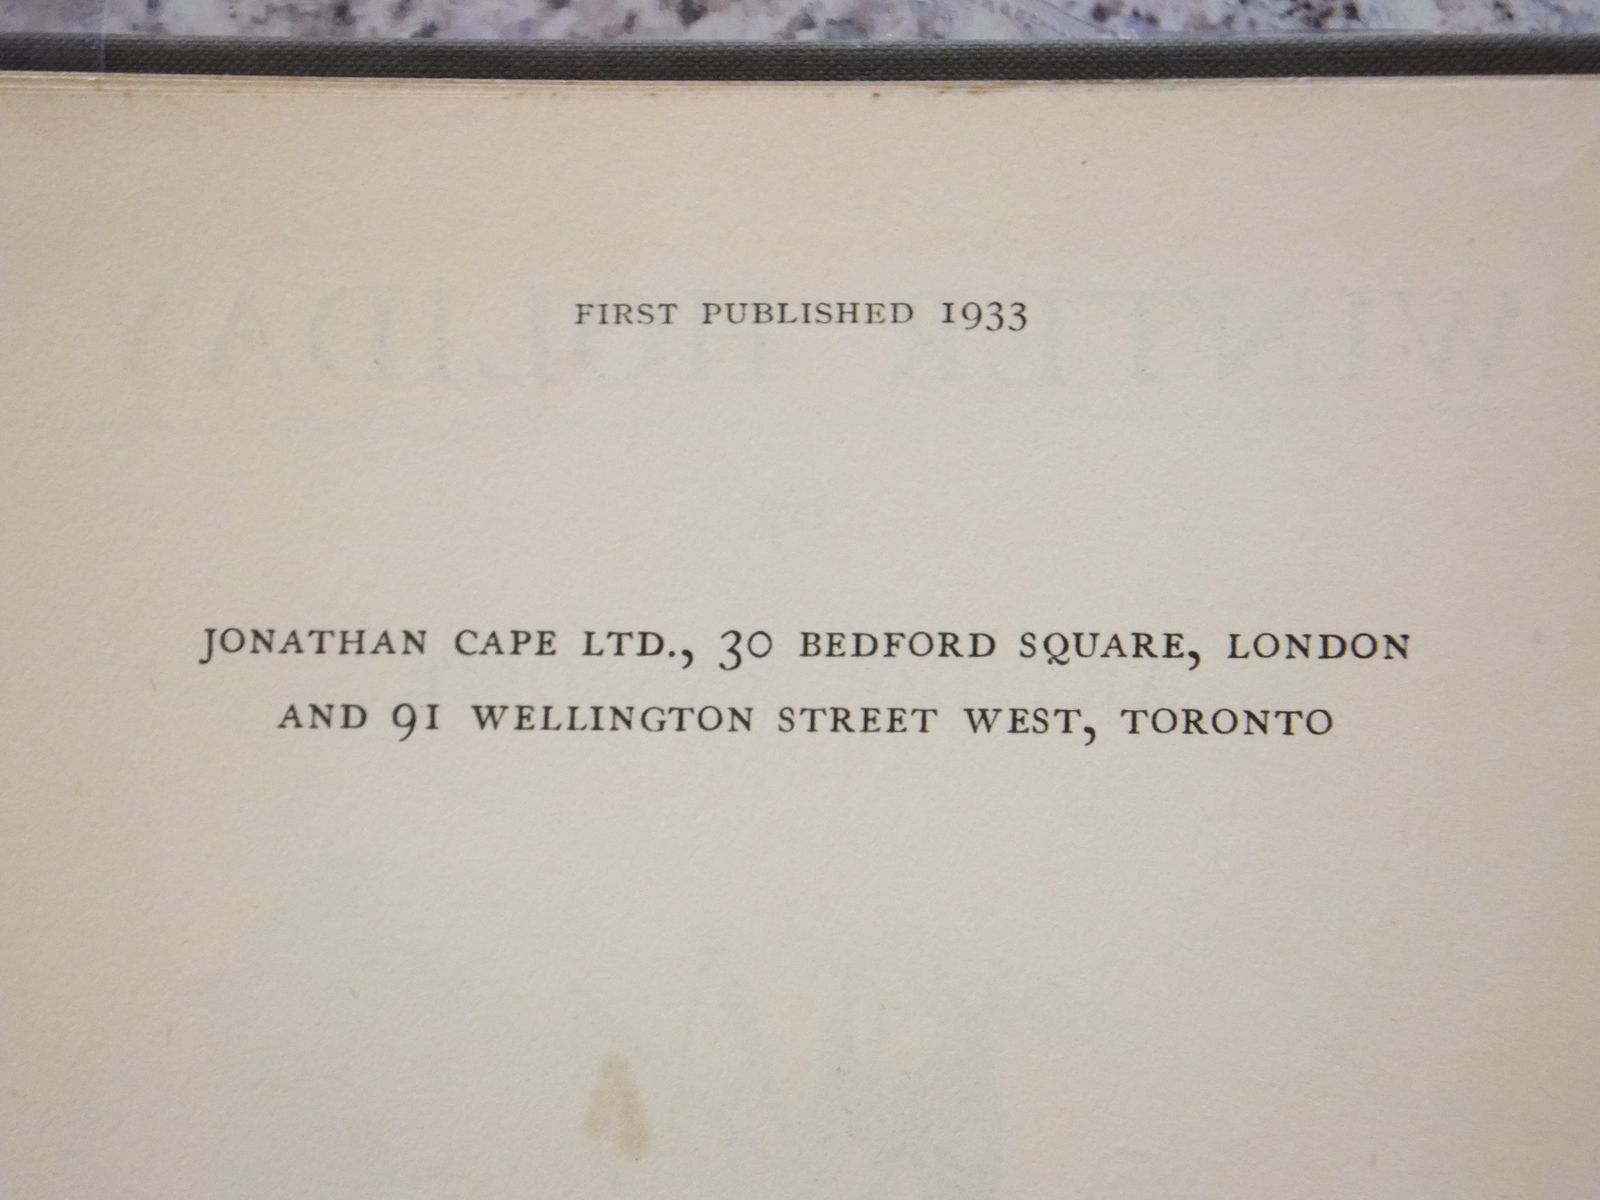 FIRST PUBLISHED 1933
JONATHAN CAPE LTD., 30 BEDFORD SQUARE, LONDON
AND 91 WELLINGTON STREET WEST, TORONTO